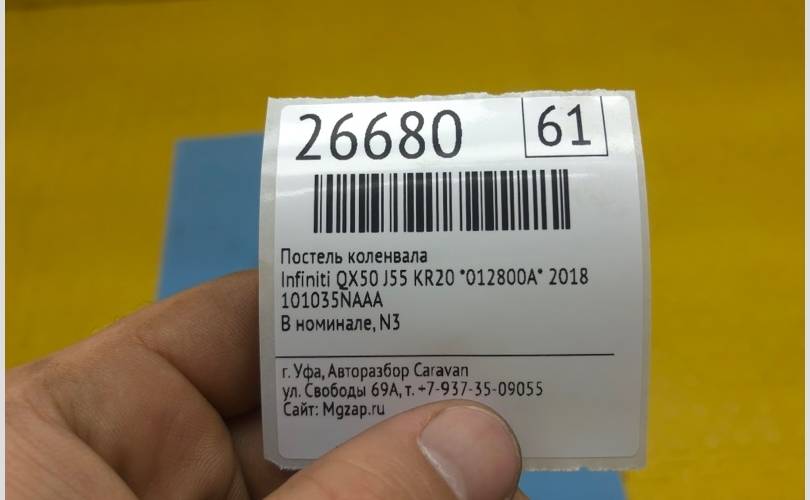 26680 61
Постель коленвала
Infiniti QX50 J55 KR20 *012800A* 2018
101035NAAA
В номинале, N3
г. Уфа, Авторазбор Caravan
ул. Свободы 69А, т. +7-937-35-09055
Сайт: Mgzap.ru